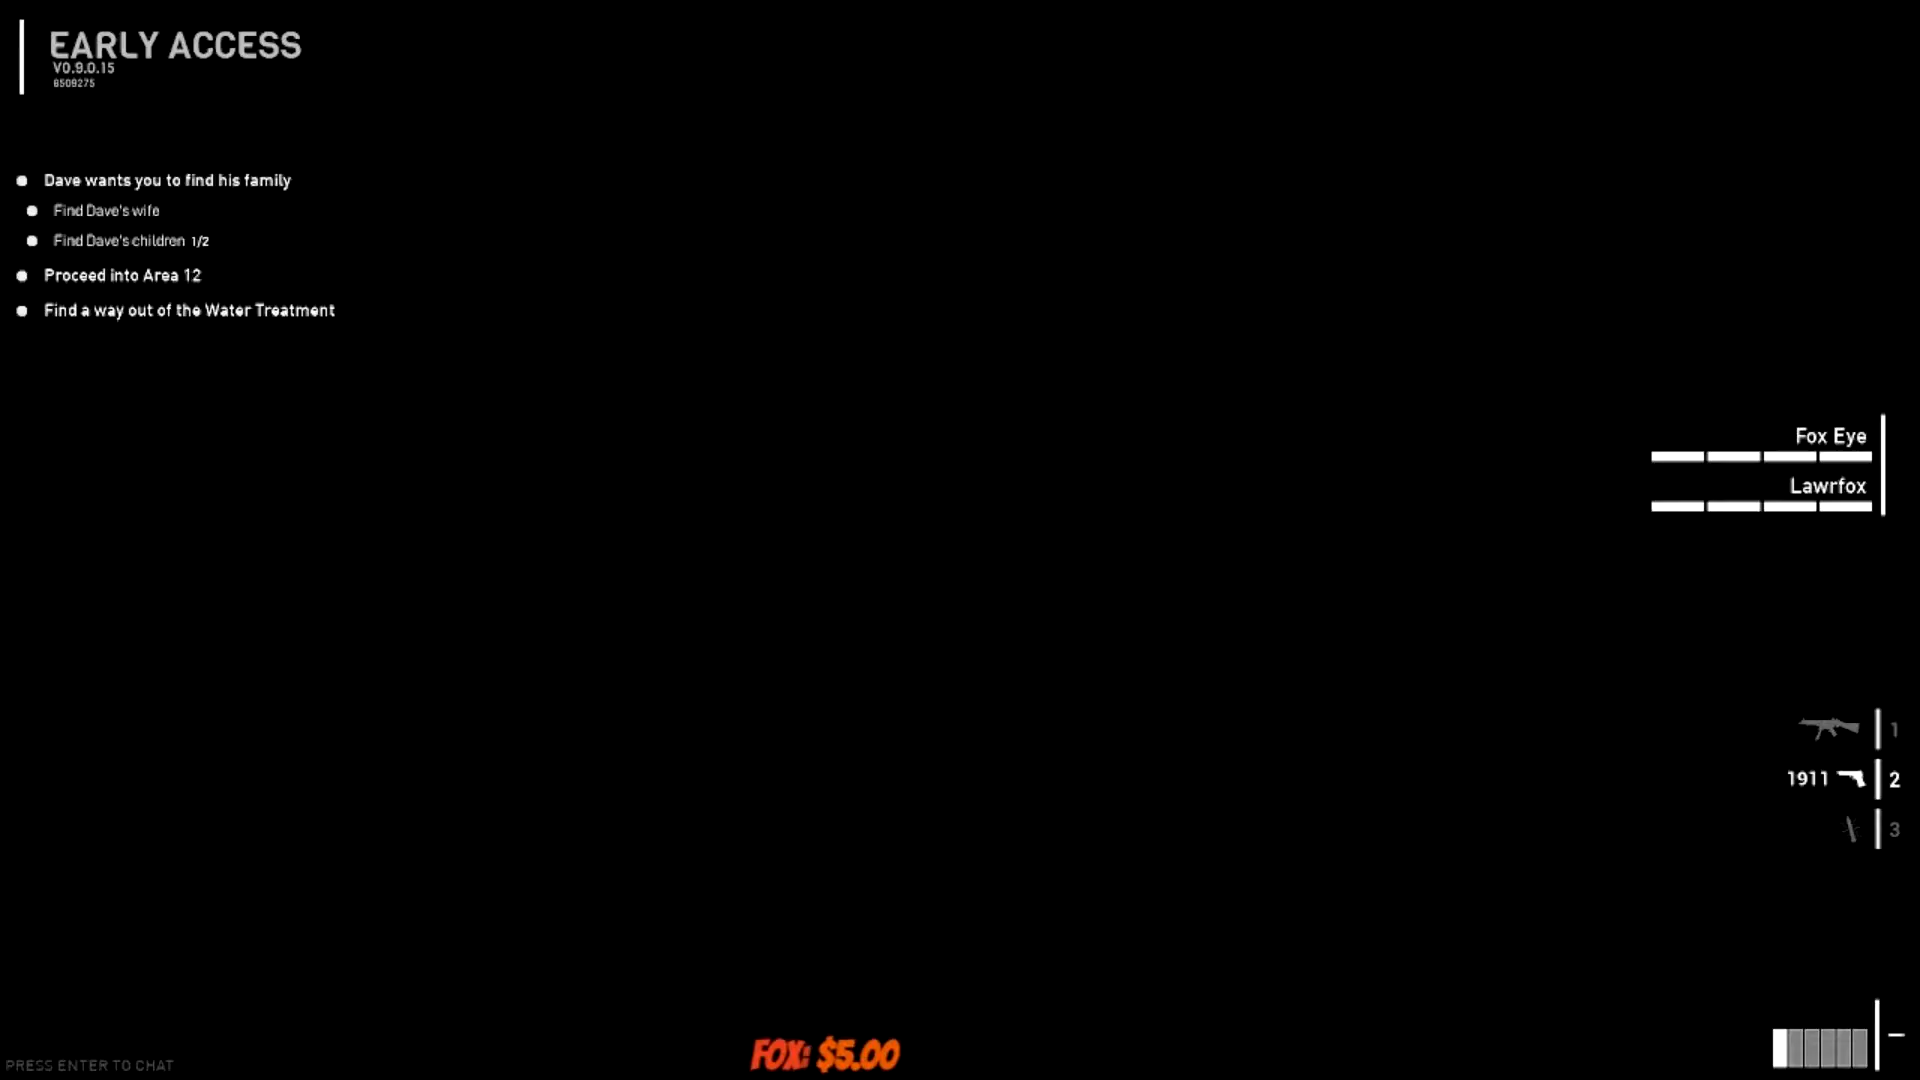 EARLY ACCESS
V0.9.0.15
8509275
Dave wants you to find his family
Find Dave's wife
Find Dave's children 1/2
Proceed into Area 12
Find a way out of the Water Treatment
Fox Eye
Lawrfox
1
1911 2
3
FOX: $5.00
PRESS ENTER TO CHAT